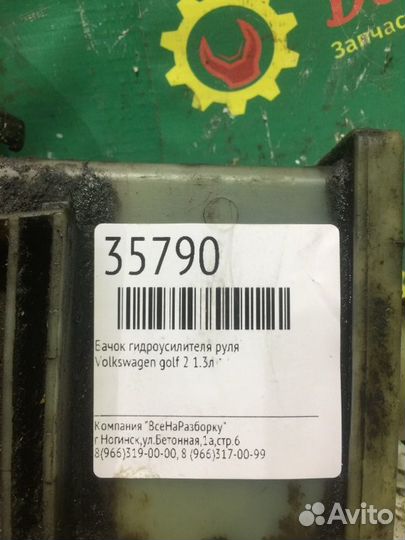 Запчас
35790
Бачок гидроусилителя руля
Volkswagen golf 2 1.3л
Компания "ВсеНаРазборку"
г Ногинск,ул.Бетонная,1а,стр.6
8(966)319-00-00, 8 (966)317-00-99
Avito